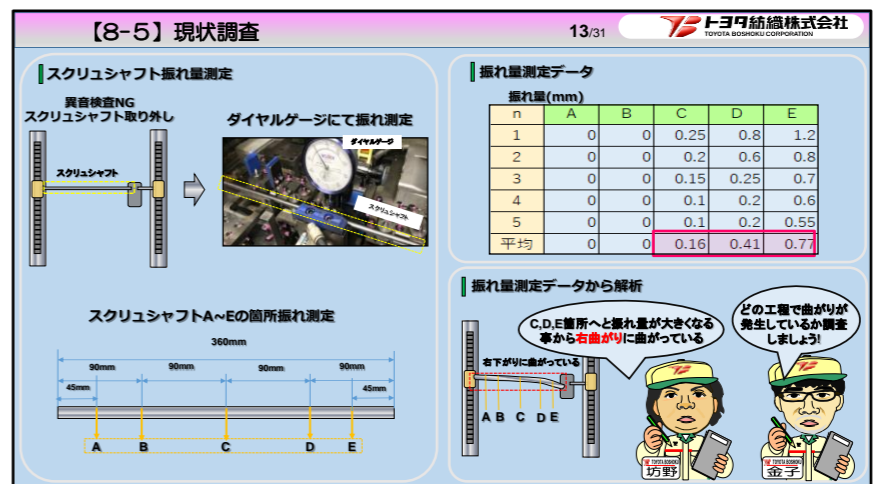 【8-5】現状調査
13/31
トヨタ紡織株式会社
TOYOTA BOSHOKU CORPORATION
スクリュシャフト振れ量測定
異音検査NG
スクリュシャフト取り外し
スクリュシャフト
ダイヤルゲージにて振れ測定
ダイヤルゲージ
スクリュシャフト
スクリュシャフトA~Eの箇所振れ測定
360mm
90mm 90mm 90mm 90mm
45mm 45mm
A B C D E
振れ量測定データ
振れ量(mm)
n A B C D E
1 0 0 0.25 0.8 1.2
2 0 0 0.2 0.6 0.8
3 0 0 0.15 0.25 0.7
4 0 0 0.1 0.2 0.6
5 0 0 0.1 0.2 0.55
平均 0 0 0.16 0.41 0.77
振れ量測定データから解析
C,D,E箇所へと振れ量が大きくなる
事から右曲がりに曲がっている
どの工程で曲がりが
発生しているか調査
しましょう!
右下がりに曲がっている
A B C D E
TOYOTA BOSHOKU
坊野
TOYOTA BOSHOKU
金子